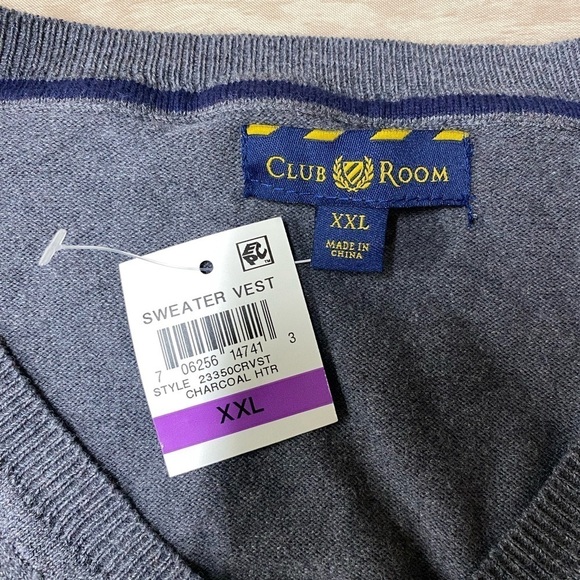 CLUB ROOM
XXL
MADE IN
CHINA
SWEATER VEST
7 06256 14741 3
STYLE 23350CRVST
CHARCOAL HTR
XXL